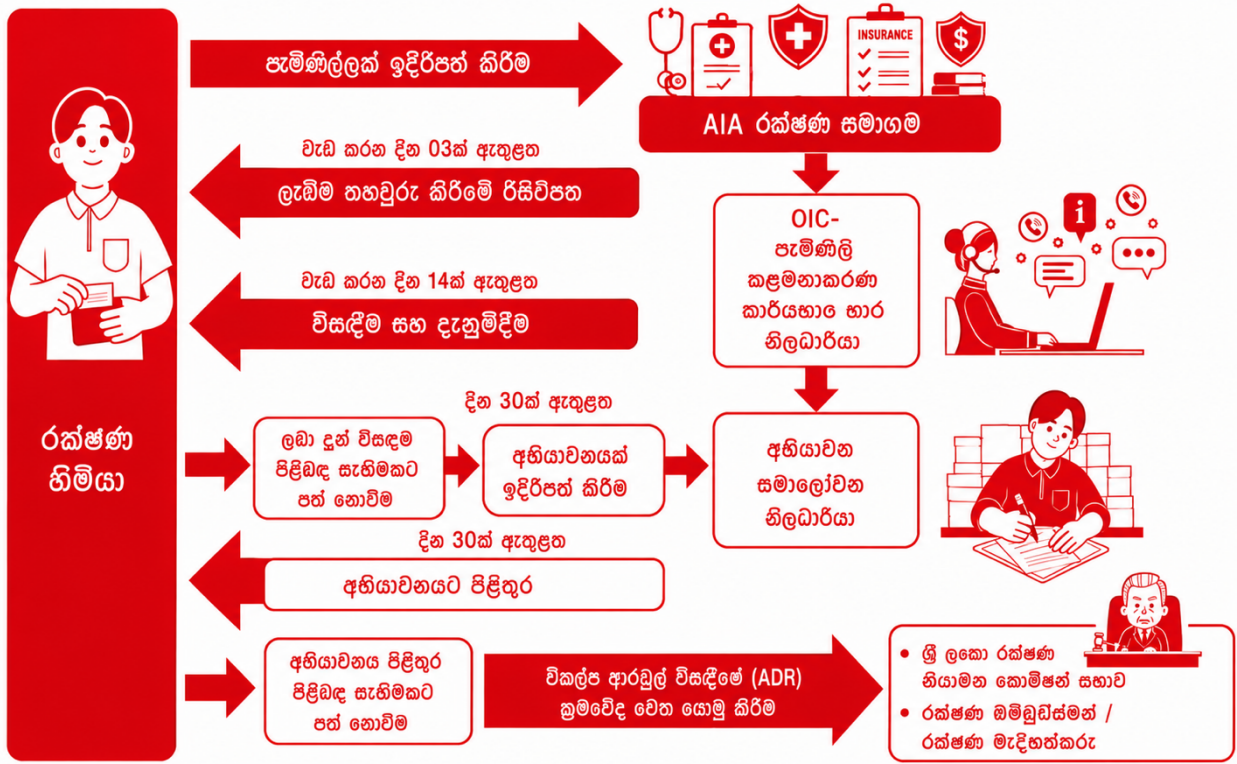 පැමිණිල්ලක් ඉදිරිපත් කිරීම
INSURANCE
$
i
AIA රක්ෂණ සමාගම
වැඩ කරන දින 03ක් ඇතුළත
ලැබීම තහවුරු කිරීමේ රිසිවිපත
OIC-
පැමිණිලි
කළමනාකරණ
කාර්යභාෙ භාර
නිලධාරියා
වැඩ කරන දින 14ක් ඇතුළත
විසඳීම සහ දැනුම්දීම
රක්ෂණ
හිමියා
ලබා දුන් විසඳම
පිළිබඳ සැහීමකට
පත් නොවීම
දින 30ක් ඇතුළත
අභියාචනයක්
ඉදිරිපත් කිරීම
අභියාචන
සමාලෝචන
නිලධාරියා
දින 30ක් ඇතුළත
අභියාචනයට පිළිතුර
අභියාචනය පිළිතුර
පිළිබඳ සැහීමකට
පත් නොවීම
විකල්ප ආරවුල් විසඳීමේ (ADR)
ක්‍රමවේද වෙත යොමු කිරීම
• ශ්‍රී ලංකා රක්ෂණ
නියාමන කොමිෂන් සභාව
• රක්ෂණ ඔම්බුඩ්ස්මන් /
රක්ෂණ මැදිහත්කරු